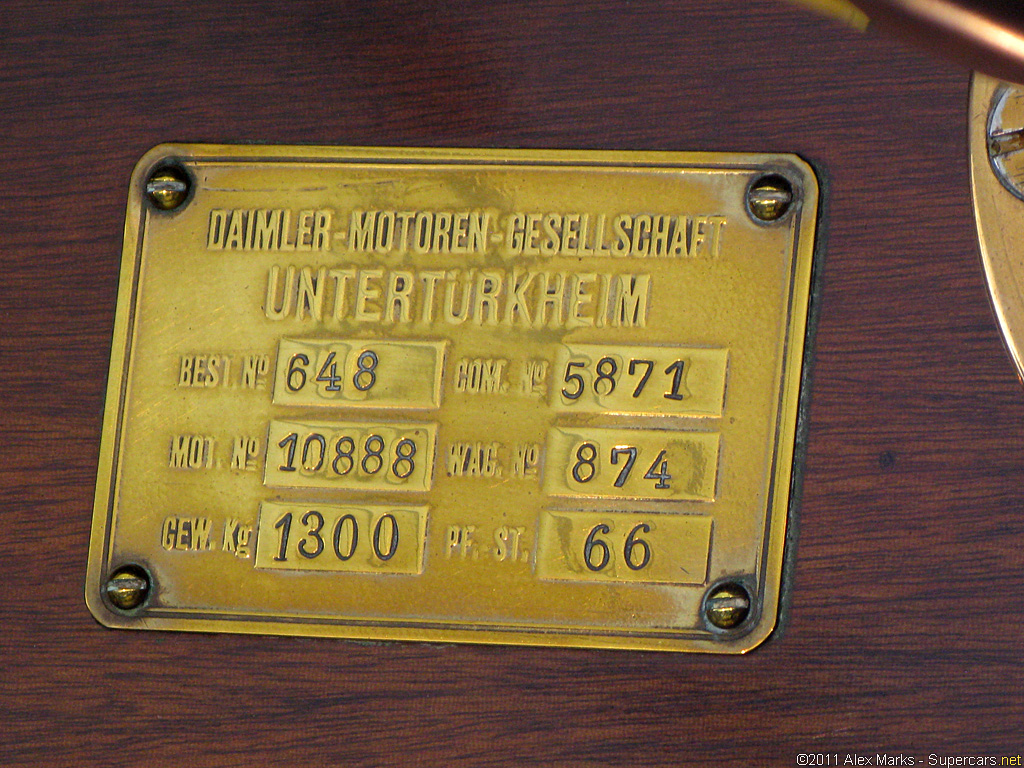 DAIMLER-MOTOREN-GESELLSCHAFT
UNTERTÜRKHEIM
BEST. Nº 648 COM. Nº 5871
MOT. Nº 10888 WAG. Nº 874
GEW. Kg 1300 PF.-ST. 66
©2011 Alex Marks - Supercars.net